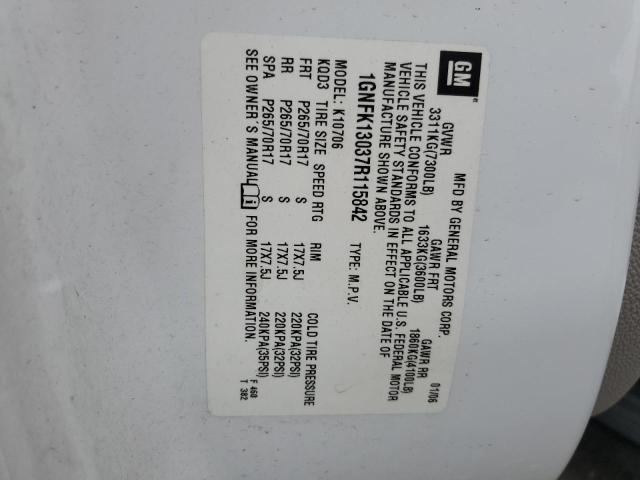 GM
®
MFD BY GENERAL MOTORS CORP. 01/06
GVWR GAWR FRT GAWR RR
3311KG(7300LB) 1633KG(3600LB) 1860KG(4100LB)
THIS VEHICLE CONFORMS TO ALL APPLICABLE U.S. FEDERAL MOTOR
VEHICLE SAFETY STANDARDS IN EFFECT ON THE DATE OF
MANUFACTURE SHOWN ABOVE.
1GNFK13037R115842 TYPE: M.P.V.
MODEL: K10706
KQD3 TIRE SIZE SPEED RTG RIM COLD TIRE PRESSURE
FRT P265/70R17 S 17X7.5J 220KPA(32PSI)
RR P265/70R17 S 17X7.5J 220KPA(32PSI)
SPA P265/70R17 S 17X7.5J 240KPA(35PSI)
SEE OWNER'S MANUAL i FOR MORE INFORMATION.
F 460
T 382